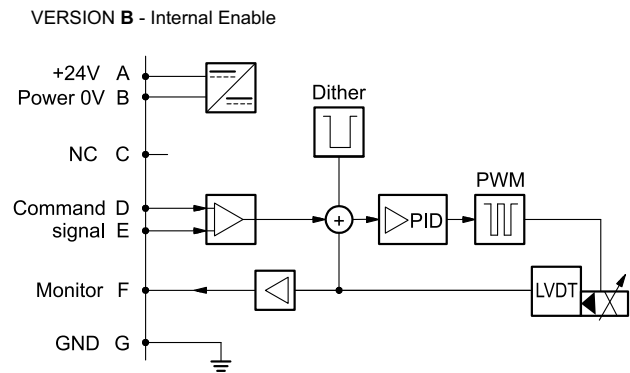 VERSION B - Internal Enable
+24V A
Power 0V B
Dither
NC C
PWM
Command D
signal E
+
PID
Monitor F
LVDT
GND G